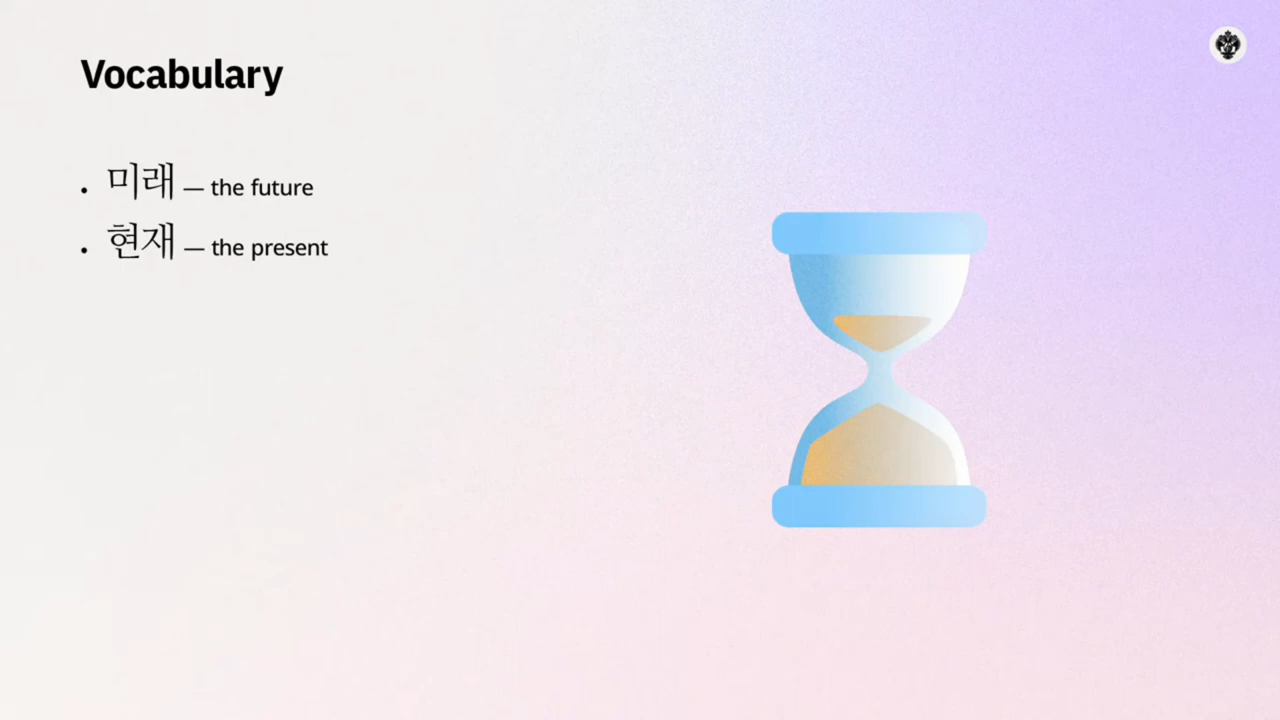 Vocabulary
• 미래 — the future
• 현재 — the present